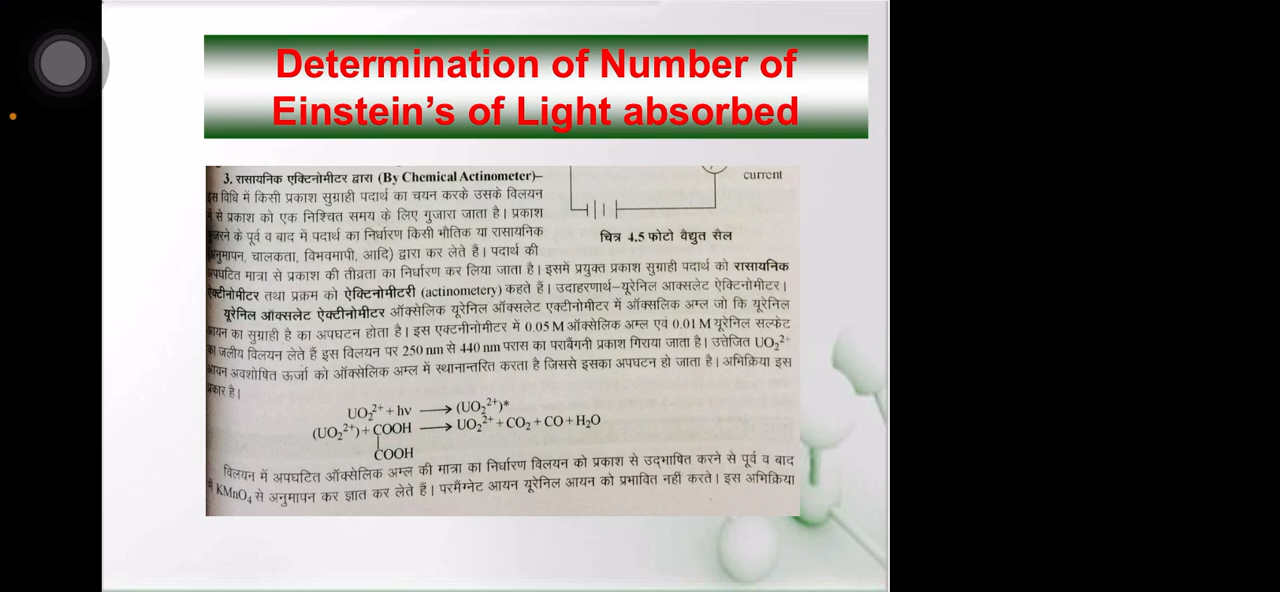 Determination of Number of
Einstein's of Light absorbed
current
चित्र 4.5 फोटो वैद्युत सैल
3. रासायनिक एक्टिनोमीटर द्वारा (By Chemical Actinometer)–
इस विधि में किसी प्रकाश सुग्राही पदार्थ का चयन करके उसके विलयन
में से प्रकाश को एक निश्चित समय के लिए गुजारा जाता है। प्रकाश
गुजरने के पूर्व व बाद में पदार्थ का निर्धारण किसी भौतिक या रासायनिक
(अनुमापन, चालकता, विभवमापी, आदि) द्वारा कर लेते हैं। पदार्थ की
अपघटित मात्रा से प्रकाश की तीव्रता का निर्धारण कर लिया जाता है। इसमें प्रयुक्त प्रकाश सुग्राही पदार्थ को रासायनिक
ऐक्टीनोमीटर तथा प्रक्रम को ऐक्टिनोमीटरी (actinometery) कहते हैं। उदाहरणार्थ–यूरेनिल आक्सलेट ऐक्टिनोमीटर।
यूरेनिल ऑक्सलेट ऐक्टीनोमीटर ऑक्सेलिक यूरेनिल ऑक्सलेट एक्टीनोमीटर में ऑक्सलिक अम्ल जो कि यूरेनिल
आयन का सुग्राही है का अपघटन होता है। इस एक्टनीनोमीटर में 0.05 M ऑक्सेलिक अम्ल एवं 0.01 M यूरेनिल सल्फेट
का जलीय विलयन लेते हैं इस विलयन पर 250 nm से 440 nm परास का पराबैंगनी प्रकाश गिराया जाता है। उत्तेजित UO₂²⁺
आयन अवशोषित ऊर्जा को ऑक्सेलिक अम्ल में स्थानान्तरित करता है जिससे इसका अपघटन हो जाता है। अभिक्रिया इस
प्रकार है।
UO₂²⁺ + hν ⟶ (UO₂²⁺)*
(UO₂²⁺) + COOH ⟶ UO₂²⁺ + CO₂ + CO + H₂O
COOH
विलयन में अपघटित ऑक्सेलिक अम्ल की मात्रा का निर्धारण विलयन को प्रकाश से उद्भाषित करने से पूर्व व बाद
में KMnO₄ से अनुमापन कर ज्ञात कर लेते हैं। परमैंग्नेट आयन यूरेनिल आयन को प्रभावित नहीं करते। इस अभिक्रिया